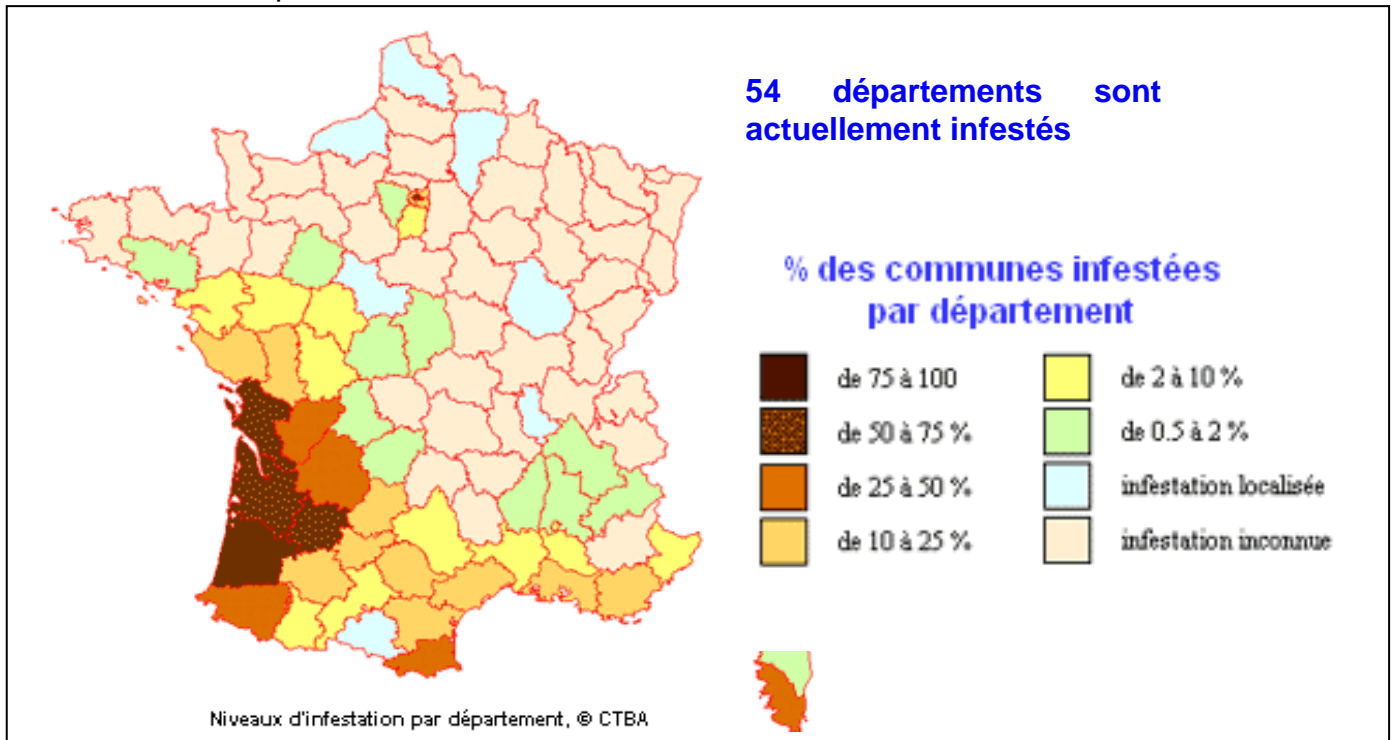 54 départements sont
actuellement infestés
% des communes infestées
par département
de 75 à 100
de 50 à 75 %
de 25 à 50 %
de 10 à 25 %
de 2 à 10 %
de 0.5 à 2 %
infestation localisée
infestation inconnue
Niveaux d'infestation par département, © CTBA